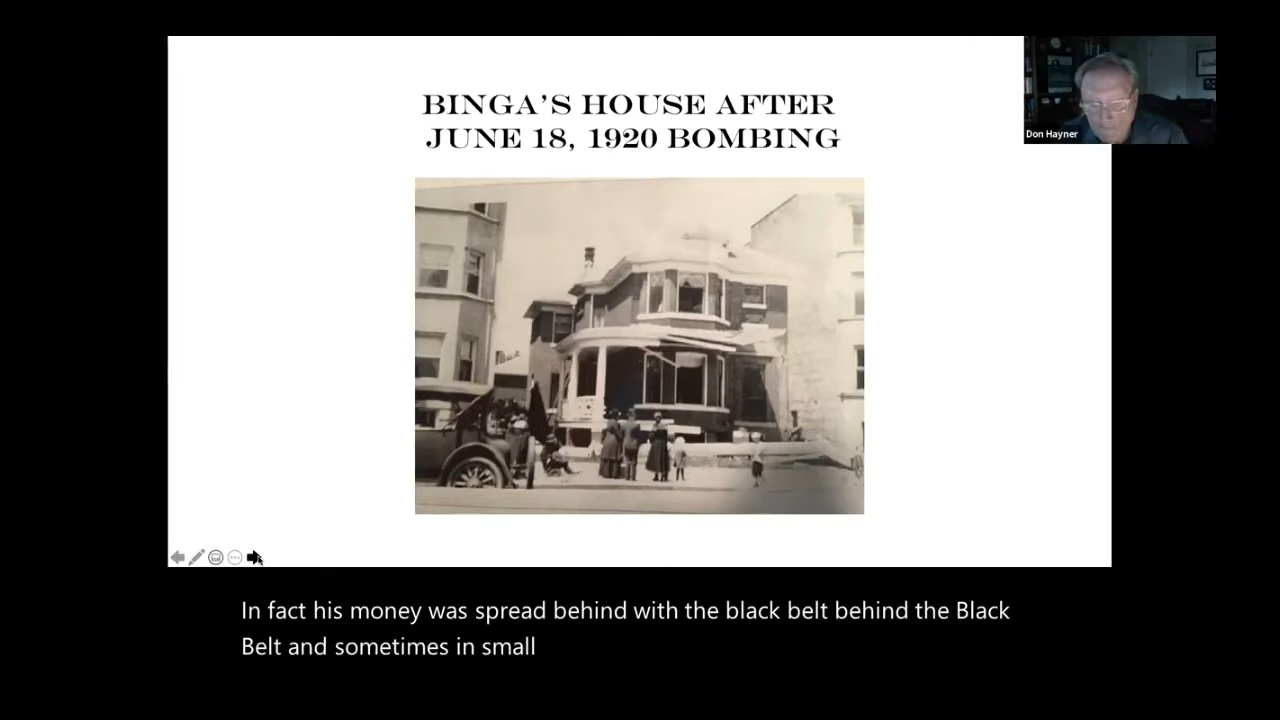 BINGA'S HOUSE AFTER
JUNE 18, 1920 BOMBING
Don Hayner
In fact his money was spread behind with the black belt behind the Black
Belt and sometimes in small